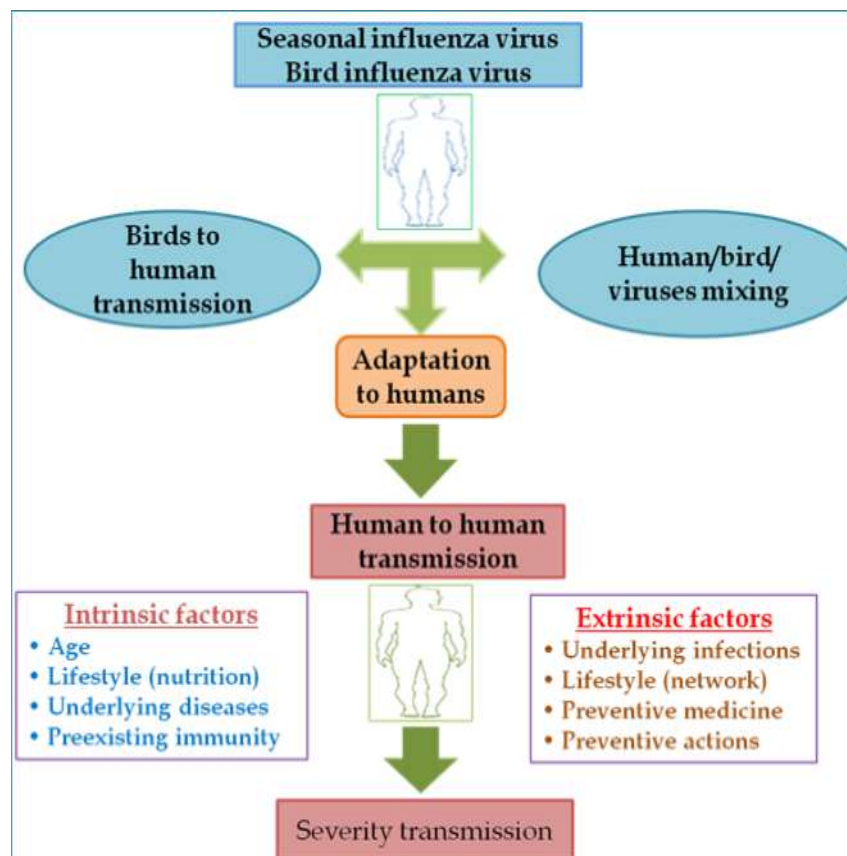 Seasonal influenza virus
Bird influenza virus
Birds to
human
transmission
Human/bird/
viruses mixing
Adaptation
to humans
Human to human
transmission
Intrinsic factors
• Age
• Lifestyle (nutrition)
• Underlying diseases
• Preexisting immunity
Extrinsic factors
• Underlying infections
• Lifestyle (network)
• Preventive medicine
• Preventive actions
Severity transmission